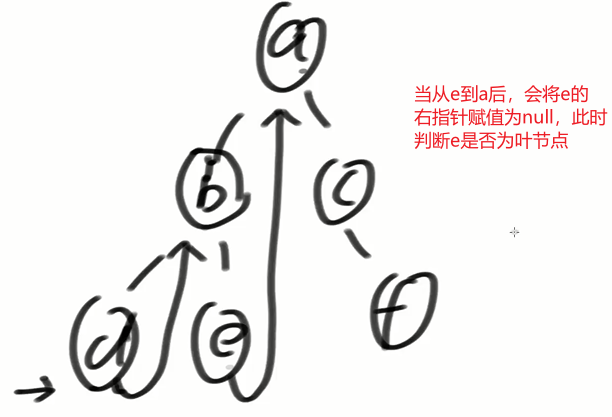 a
当从e到a后，会将e的
右指针赋值为null，此时
判断e是否为叶节点
b
c
d
e
f